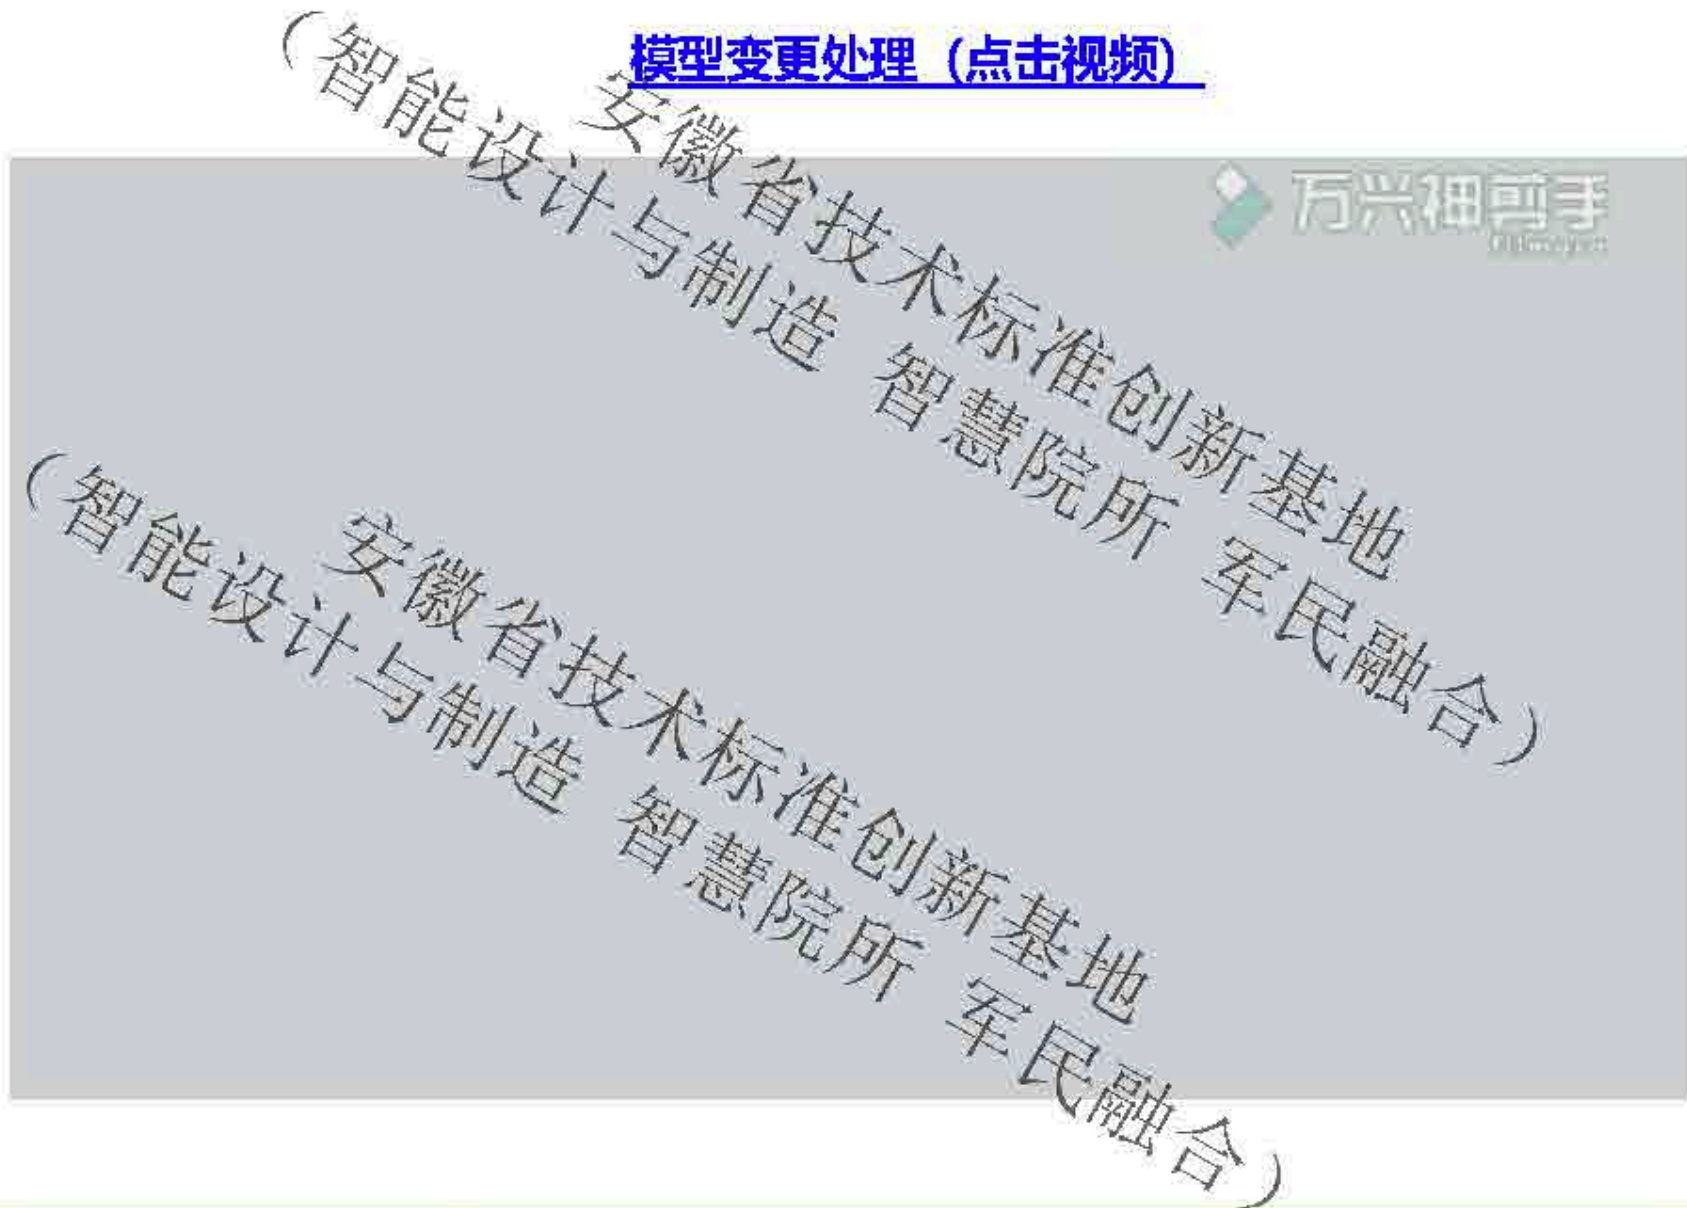 模型变更处理（点击视频）
万兴神剪手
安徽省技术标准创新基地
（智能设计与制造 智慧院所 军民融合）
安徽省技术标准创新基地
（智能设计与制造 智慧院所 军民融合）